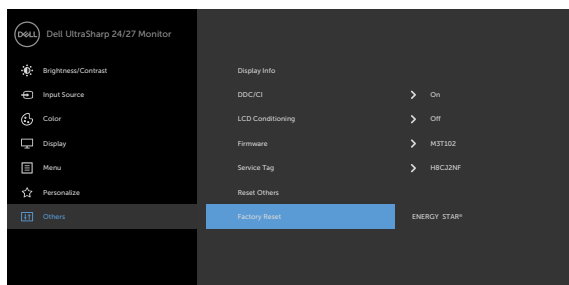 DELL Dell UltraSharp 24/27 Monitor
Brightness/Contrast Display Info
Input Source DDC/CI On
Color LCD Conditioning Off
Display Firmware M3T102
Menu Service Tag H8CJ2NF
Personalize Reset Others
Others Factory Reset ENERGY STAR®